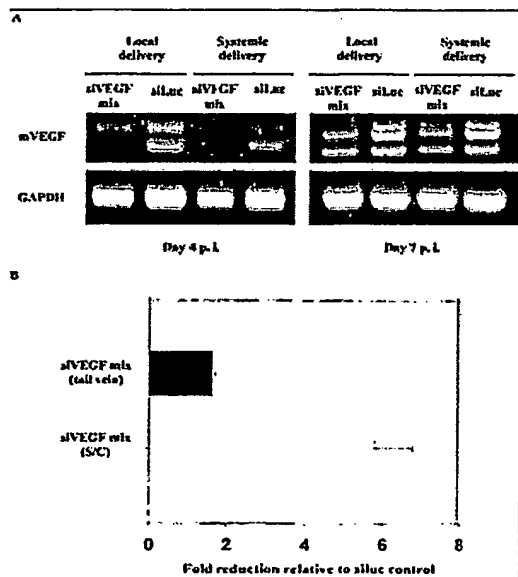 A
Local delivery Systemic delivery Local delivery Systemic delivery
siVEGF mix siLuc siVEGF mix siLuc siVEGF mix siLuc siVEGF mix siLuc
mVEGF
GAPDH
Day 4 p.i. Day 7 p.i.
B
siVEGF mix
(tail vein)
siVEGF mix
(S/C)
0 2 4 6 8
Fold reduction relative to siluc control